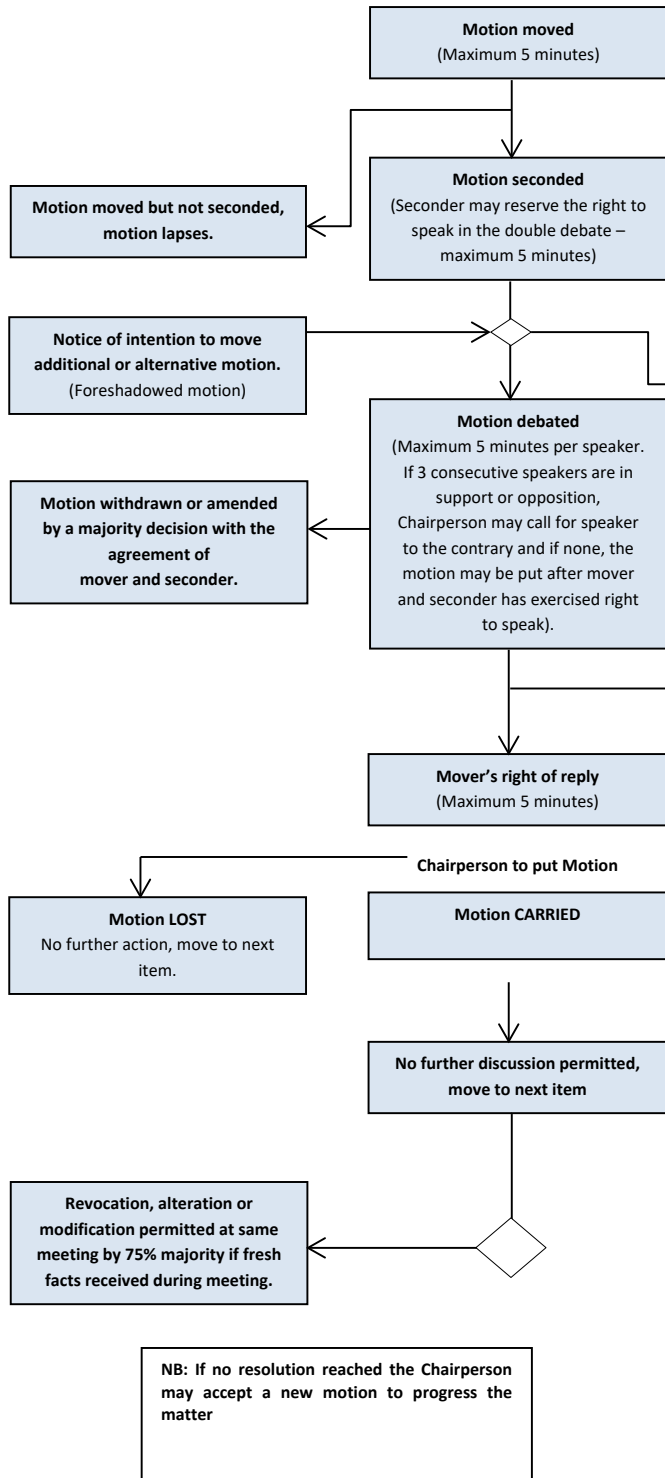 Motion moved
(Maximum 5 minutes)
Motion seconded
(Seconder may reserve the right to
speak in the double debate –
maximum 5 minutes)
Motion moved but not seconded,
motion lapses.
Notice of intention to move
additional or alternative motion.
(Foreshadowed motion)
Motion debated
(Maximum 5 minutes per speaker.
If 3 consecutive speakers are in
support or opposition,
Chairperson may call for speaker
to the contrary and if none, the
motion may be put after mover
and seconder has exercised right
to speak).
Motion withdrawn or amended
by a majority decision with the
agreement of
mover and seconder.
Mover’s right of reply
(Maximum 5 minutes)
Chairperson to put Motion
Motion LOST
No further action, move to next
item.
Motion CARRIED
No further discussion permitted,
move to next item
Revocation, alteration or
modification permitted at same
meeting by 75% majority if fresh
facts received during meeting.
NB: If no resolution reached the Chairperson
may accept a new motion to progress the
matter